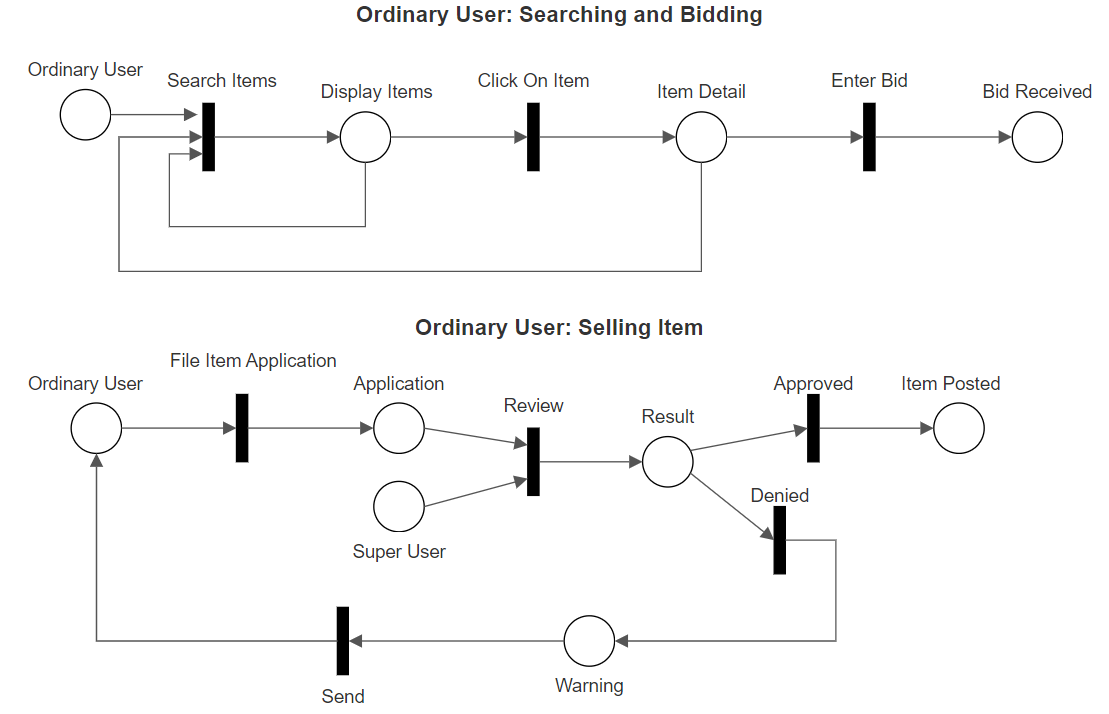 Ordinary User: Searching and Bidding
Ordinary User
Search Items
Display Items
Click On Item
Item Detail
Enter Bid
Bid Received
Ordinary User: Selling Item
Ordinary User
File Item Application
Application
Review
Result
Approved
Item Posted
Denied
Super User
Warning
Send